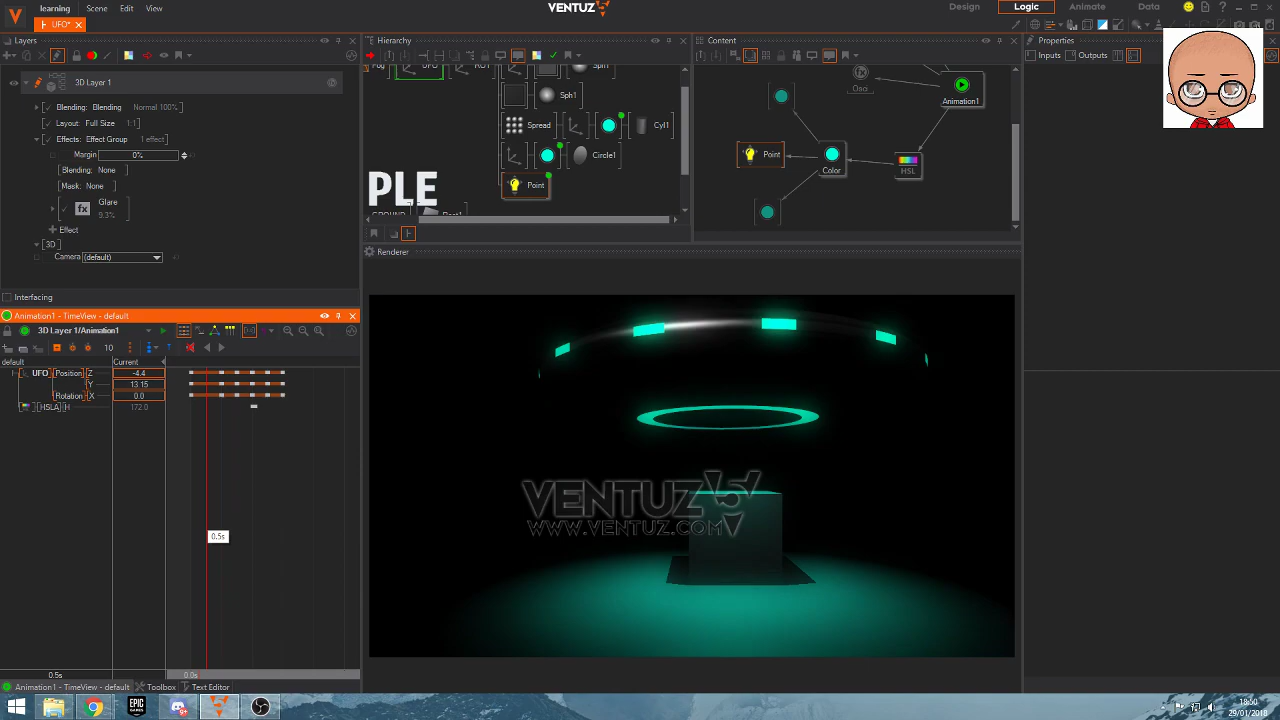 learning Scene Edit View
VENTUZ
Design Logic Animate Data
UFO*
Layers
3D Layer 1
Blending: Blending Normal 100%
Layout: Full Size 1:1
Effects: Effect Group 1 effect
Margin 0%
Blending: None
Mask: None
fx Glare
9.3%
Effect
3D
Camera (default)
Interfacing
Hierarchy
Sph1
Spread
Cyl1
Circle1
Point
PLE
Content
Animation1
Point
Color
HSL
Properties
Inputs Outputs
Renderer
VENTUZ
WWW.VENTUZ.COM
Animation1 - TimeView - default
3D Layer 1/Animation1
10
default Current
UFO Position Z -4.4
Y 13.15
Rotation X 0.0
[HSLA] H 172.0
0.5s
0.5s 0.0s
Animation1 - TimeView - default Toolbox Text Editor
EPIC GAMES
18:50
29/01/2018